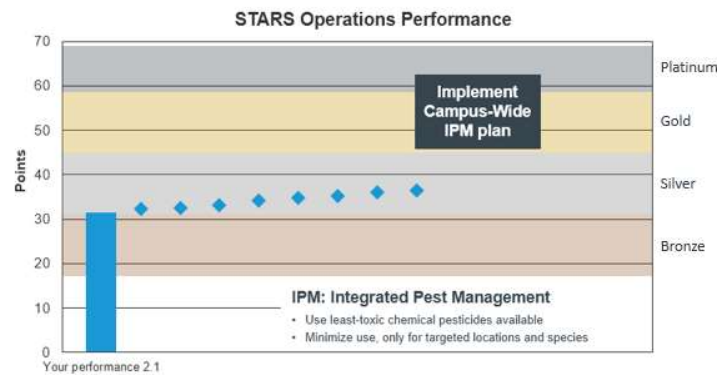 STARS Operations Performance
70
60
50
40
30
20
10
0
Points
Platinum
Gold
Silver
Bronze
Implement
Campus-Wide
IPM plan
IPM: Integrated Pest Management
• Use least-toxic chemical pesticides available
• Minimize use, only for targeted locations and species
Your performance 2.1